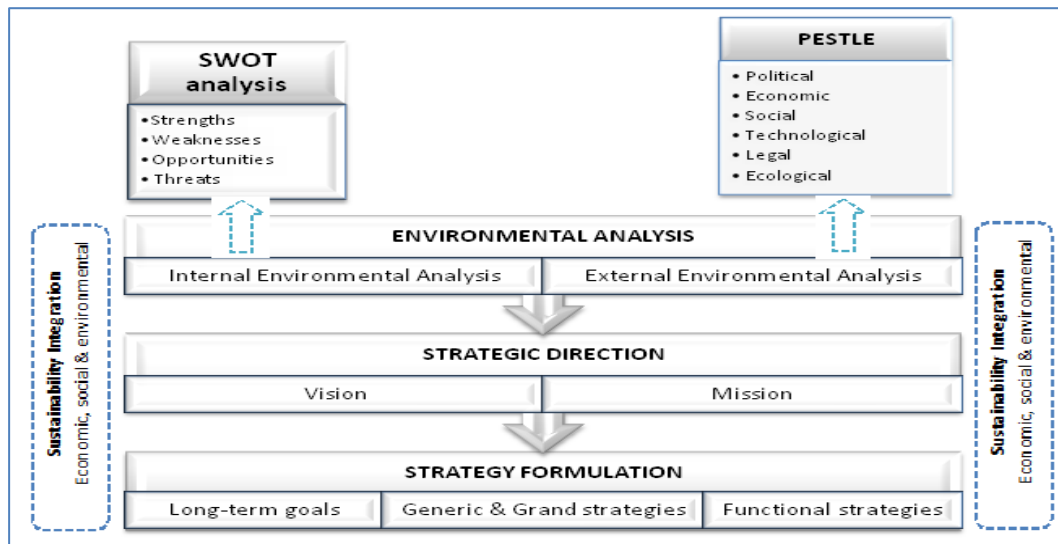 SWOT
analysis
•Strengths
•Weaknesses
•Opportunities
•Threats
PESTLE
• Political
• Economic
• Social
• Technological
• Legal
• Ecological
Sustainability Integration
Economic, social & environmental
ENVIRONMENTAL ANALYSIS
Internal Environmental Analysis
External Environmental Analysis
STRATEGIC DIRECTION
Vision
Mission
STRATEGY FORMULATION
Long-term goals
Generic & Grand strategies
Functional strategies
Sustainability Integration
Economic, social & environmental